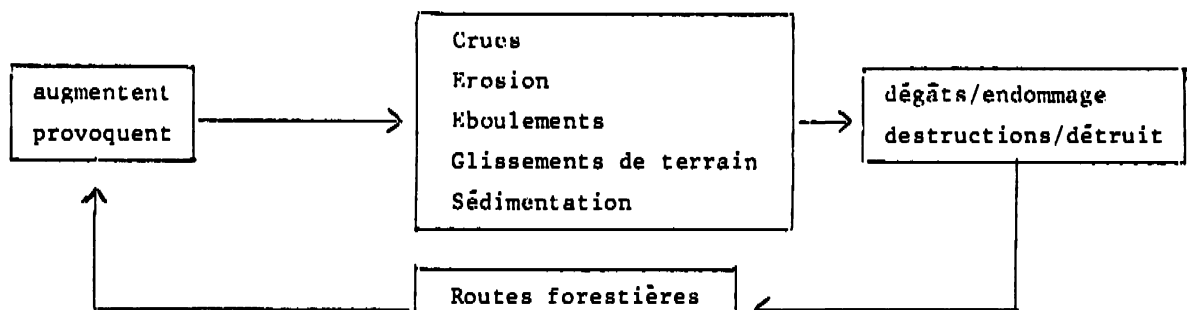 augmentent
provoquent
Crues
Erosion
Eboulements
Glissements de terrain
Sédimentation
dégâts/endommage
destructions/détruit
Routes forestières